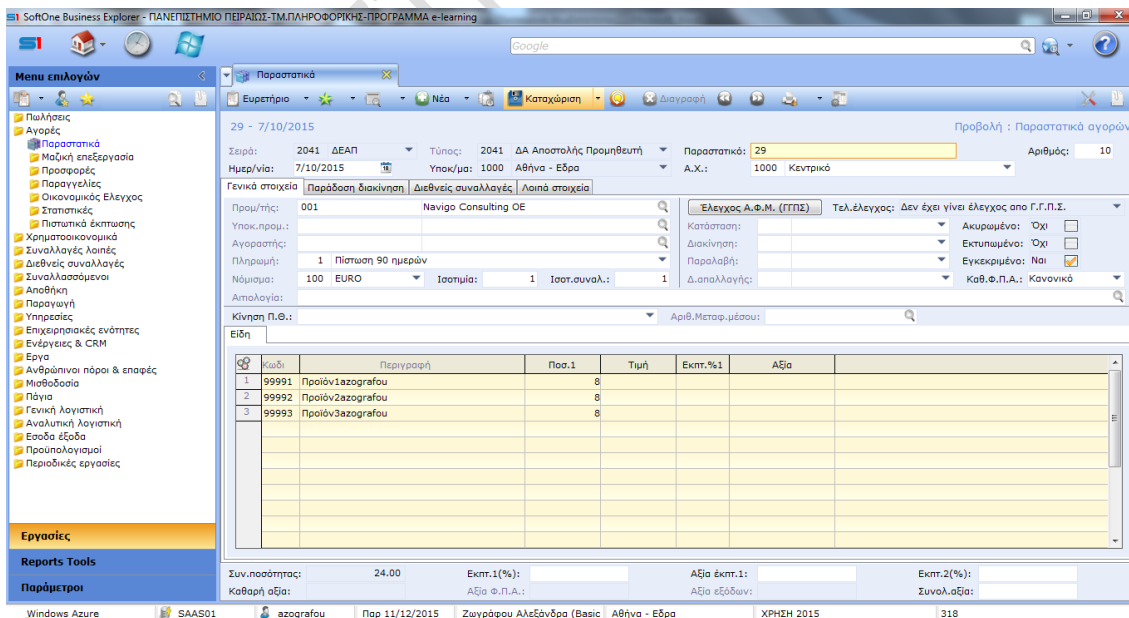 S1 SoftOne Business Explorer - ΠΑΝΕΠΙΣΤΗΜΙΟ ΠΕΙΡΑΙΩΣ-ΤΜ.ΠΛΗΡΟΦΟΡΙΚΗΣ-ΠΡΟΓΡΑΜΜΑ e-learning
S1 Google
Menu επιλογών
Παραστατικά
Ευρετήριο Νέα Καταχώριση Διαγραφή
Πωλήσεις
Αγορές
Παραστατικά
Μαζική επεξεργασία
Προσφορές
Παραγγελίες
Οικονομικός Ελεγχος
Στατιστικές
Πιστωτικά έκπτωσης
Χρηματοοικονομικά
Συναλλαγές λοιπές
Διεθνείς συναλλαγές
Συναλλασσόμενοι
Αποθήκη
Παραγωγή
Υπηρεσίες
Επιχειρησιακές ενότητες
Ενέργειες & CRM
Εργα
Ανθρώπινοι πόροι & επαφές
Μισθοδοσία
Πάγια
Γενική λογιστική
Αναλυτική λογιστική
Εσοδα έξοδα
Προϋπολογισμοί
Περιοδικές εργασίες
Εργασίες
Reports Tools
Παράμετροι
29 - 7/10/2015 Προβολή : Παραστατικά αγορών
Σειρά: 2041 ΔΕΑΠ Τύπος: 2041 ΔΑ Αποστολής Προμηθευτή Παραστατικό: 29 Αριθμός: 10
Ημερ/νία: 7/10/2015 Υποκ/μα: 1000 Αθήνα - Εδρα Α.Χ.: 1000 Κεντρικό
Γενικά στοιχεία Παράδοση διακίνηση Διεθνείς συναλλαγές Λοιπά στοιχεία
Προμ/τής: 001 Navigo Consulting OE Έλεγχος Α.Φ.Μ. (ΓΓΠΣ) Τελ.έλεγχος: Δεν έχει γίνει έλεγχος απο Γ.Γ.Π.Σ.
Υποκ.προμ.: Κατάσταση: Ακυρωμένο: Όχι
Αγοραστής: Διακίνηση: Εκτυπωμένο: Όχι
Πληρωμή: 1 Πίστωση 90 ημερών Παραλαβή: Εγκεκριμένο: Ναι
Νόμισμα: 100 EURO Ισοτιμία: 1 Ισοτ.συναλ.: 1 Δ.απαλλαγής: Καθ.Φ.Π.Α.: Κανονικό
Αιτιολογία:
Κίνηση Π.Θ.: Αριθ.Μεταφ.μέσου:
Είδη
Κωδι Περιγραφή Ποσ.1 Τιμή Εκπτ.%1 Αξία
1 99991 Προϊόν1azografou 8
2 99992 Προϊόν2azografou 8
3 99993 Προϊόν3azografou 8
Συν.ποσότητας: 24.00 Εκπτ.1(%): Αξία έκπτ.1: Εκπτ.2(%):
Καθαρή αξία: Αξία Φ.Π.Α.: Αξία εξόδων: Συνολ.αξία:
Windows Azure SAAS01 azografou Παρ 11/12/2015 Ζωγράφου Αλεξάνδρα (Basic Αθήνα - Εδρα ΧΡΗΣΗ 2015 318